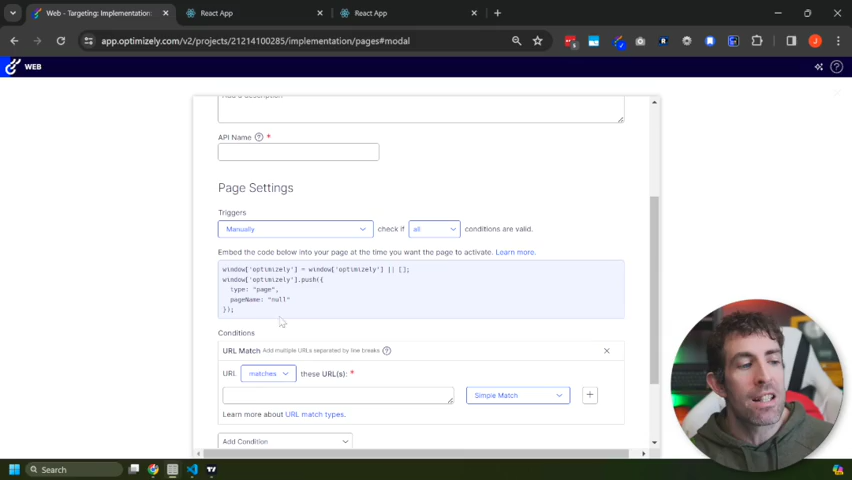 Web - Targeting: Implementation:
React App
React App
app.optimizely.com/v2/projects/21214100285/implementation/pages#modal
WEB
Add a description
API Name *
Page Settings
Triggers
Manually check if all conditions are valid.
Embed the code below into your page at the time you want the page to activate. Learn more.
window['optimizely'] = window['optimizely'] || [];
window['optimizely'].push({
type: "page",
pageName: "null"
});
Conditions
URL Match Add multiple URLs separated by line breaks
URL matches these URL(s): *
Simple Match
Learn more about URL match types.
Add Condition
Search